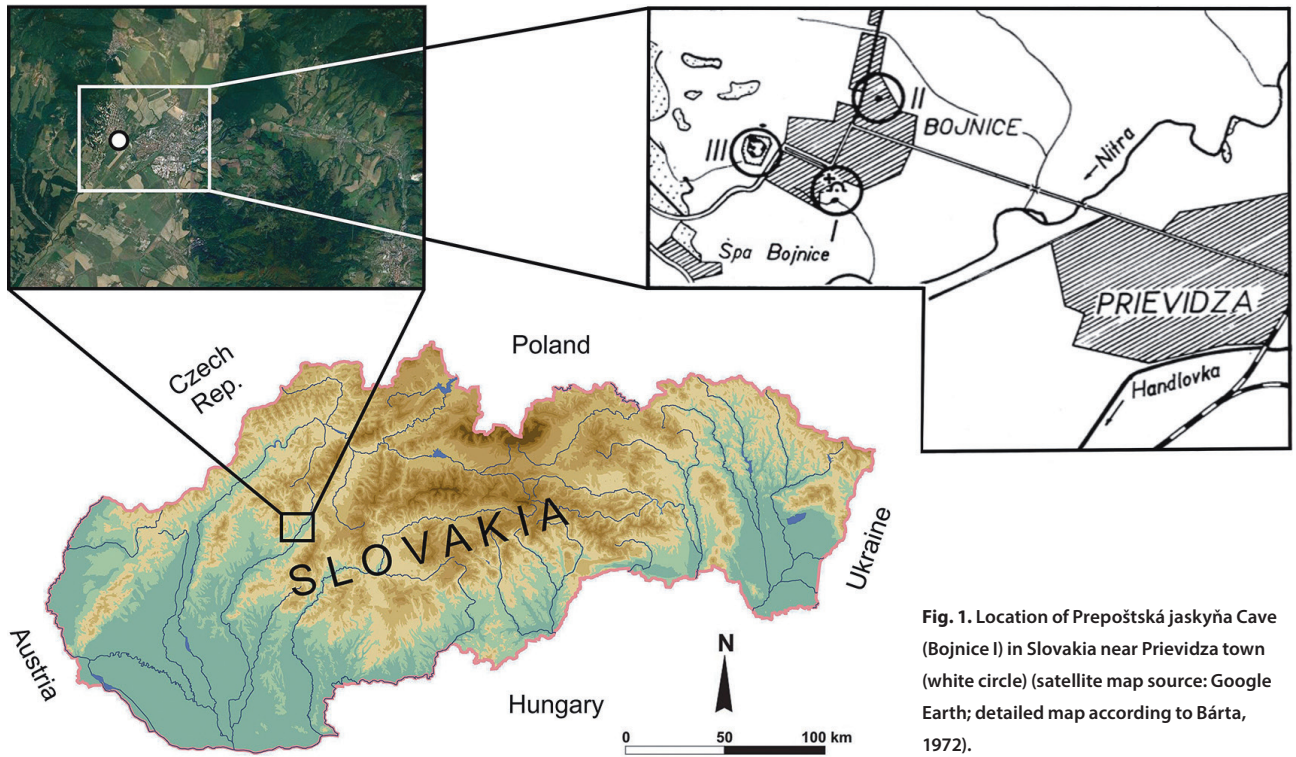 II
BOJNICE
III
I
Spa Bojnice
Nitra
PRIEVIDZA
Handlovka
Poland
Czech
Rep.
SLOVAKIA
Ukraine
Austria
Hungary
N
0 50 100 km
Fig. 1. Location of Prepoštská jaskyňa Cave
(Bojnice I) in Slovakia near Prievidza town
(white circle) (satellite map source: Google
Earth; detailed map according to Bárta,
1972).